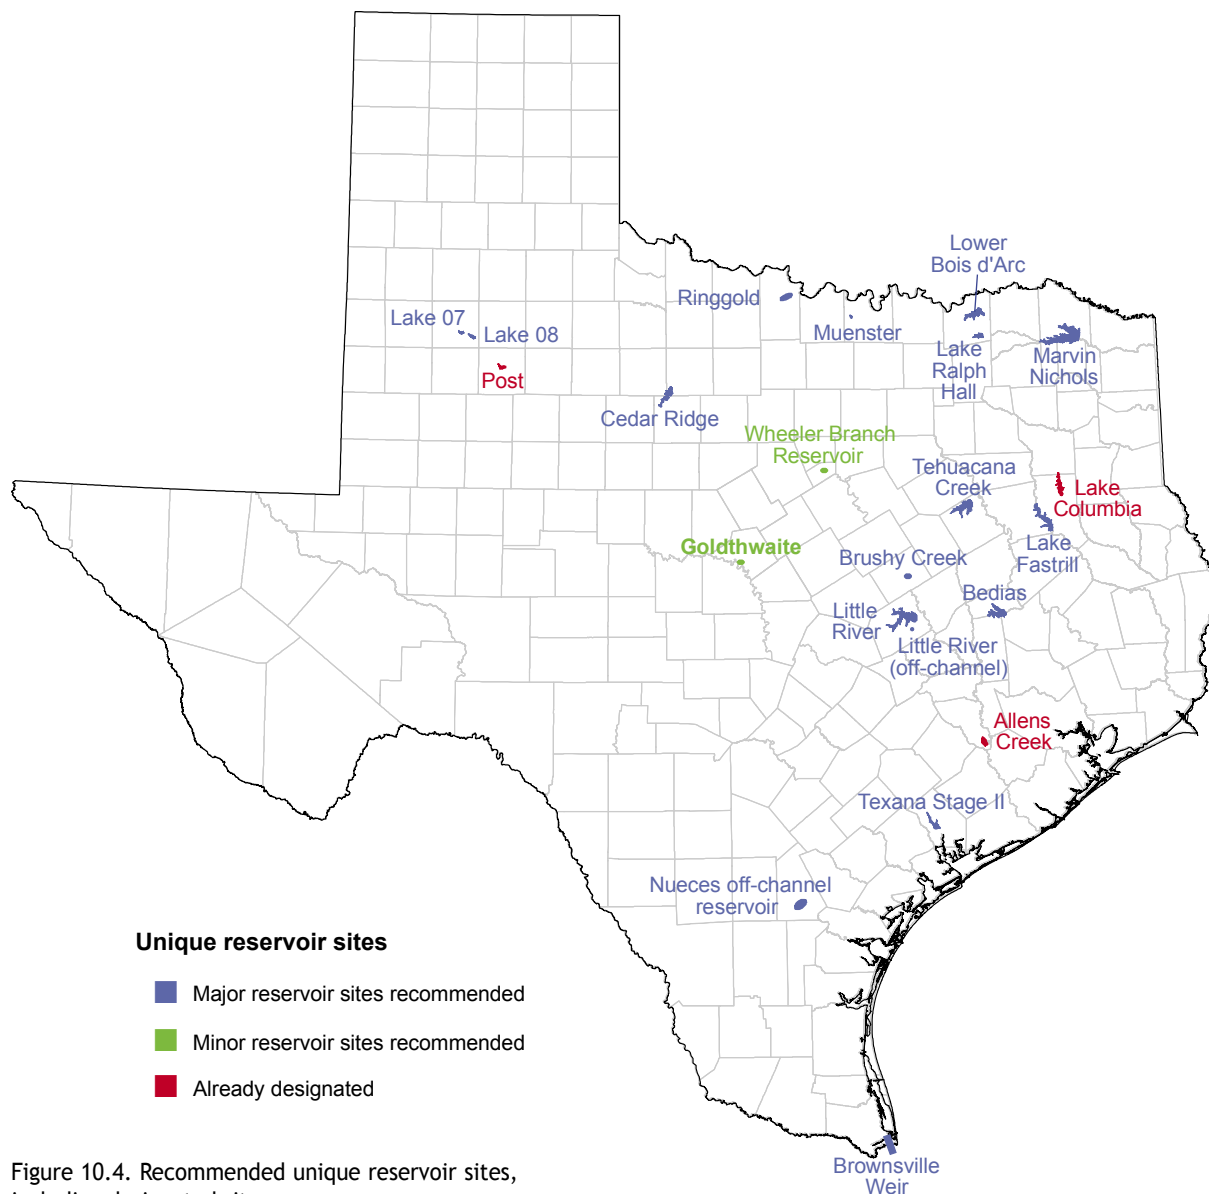 Lower
Bois d'Arc
Ringgold
Muenster
Lake 07
Lake 08
Lake
Ralph
Hall
Marvin
Nichols
Post
Cedar Ridge
Wheeler Branch
Reservoir
Tehuacana
Creek
Lake
Columbia
Goldthwaite
Brushy Creek
Lake
Fastrill
Bedias
Little
River
Little River
(off-channel)
Allens
Creek
Texana Stage II
Nueces off-channel
reservoir
Unique reservoir sites
Major reservoir sites recommended
Minor reservoir sites recommended
Already designated
Brownsville
Weir
Figure 10.4. Recommended unique reservoir sites,